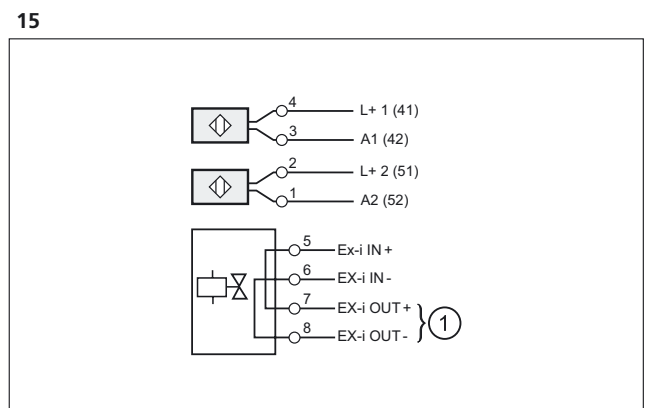 15
4 L+ 1 (41)
3 A1 (42)
2 L+ 2 (51)
1 A2 (52)
5 Ex-i IN +
6 EX-i IN -
7 EX-i OUT +
8 EX-i OUT -
1